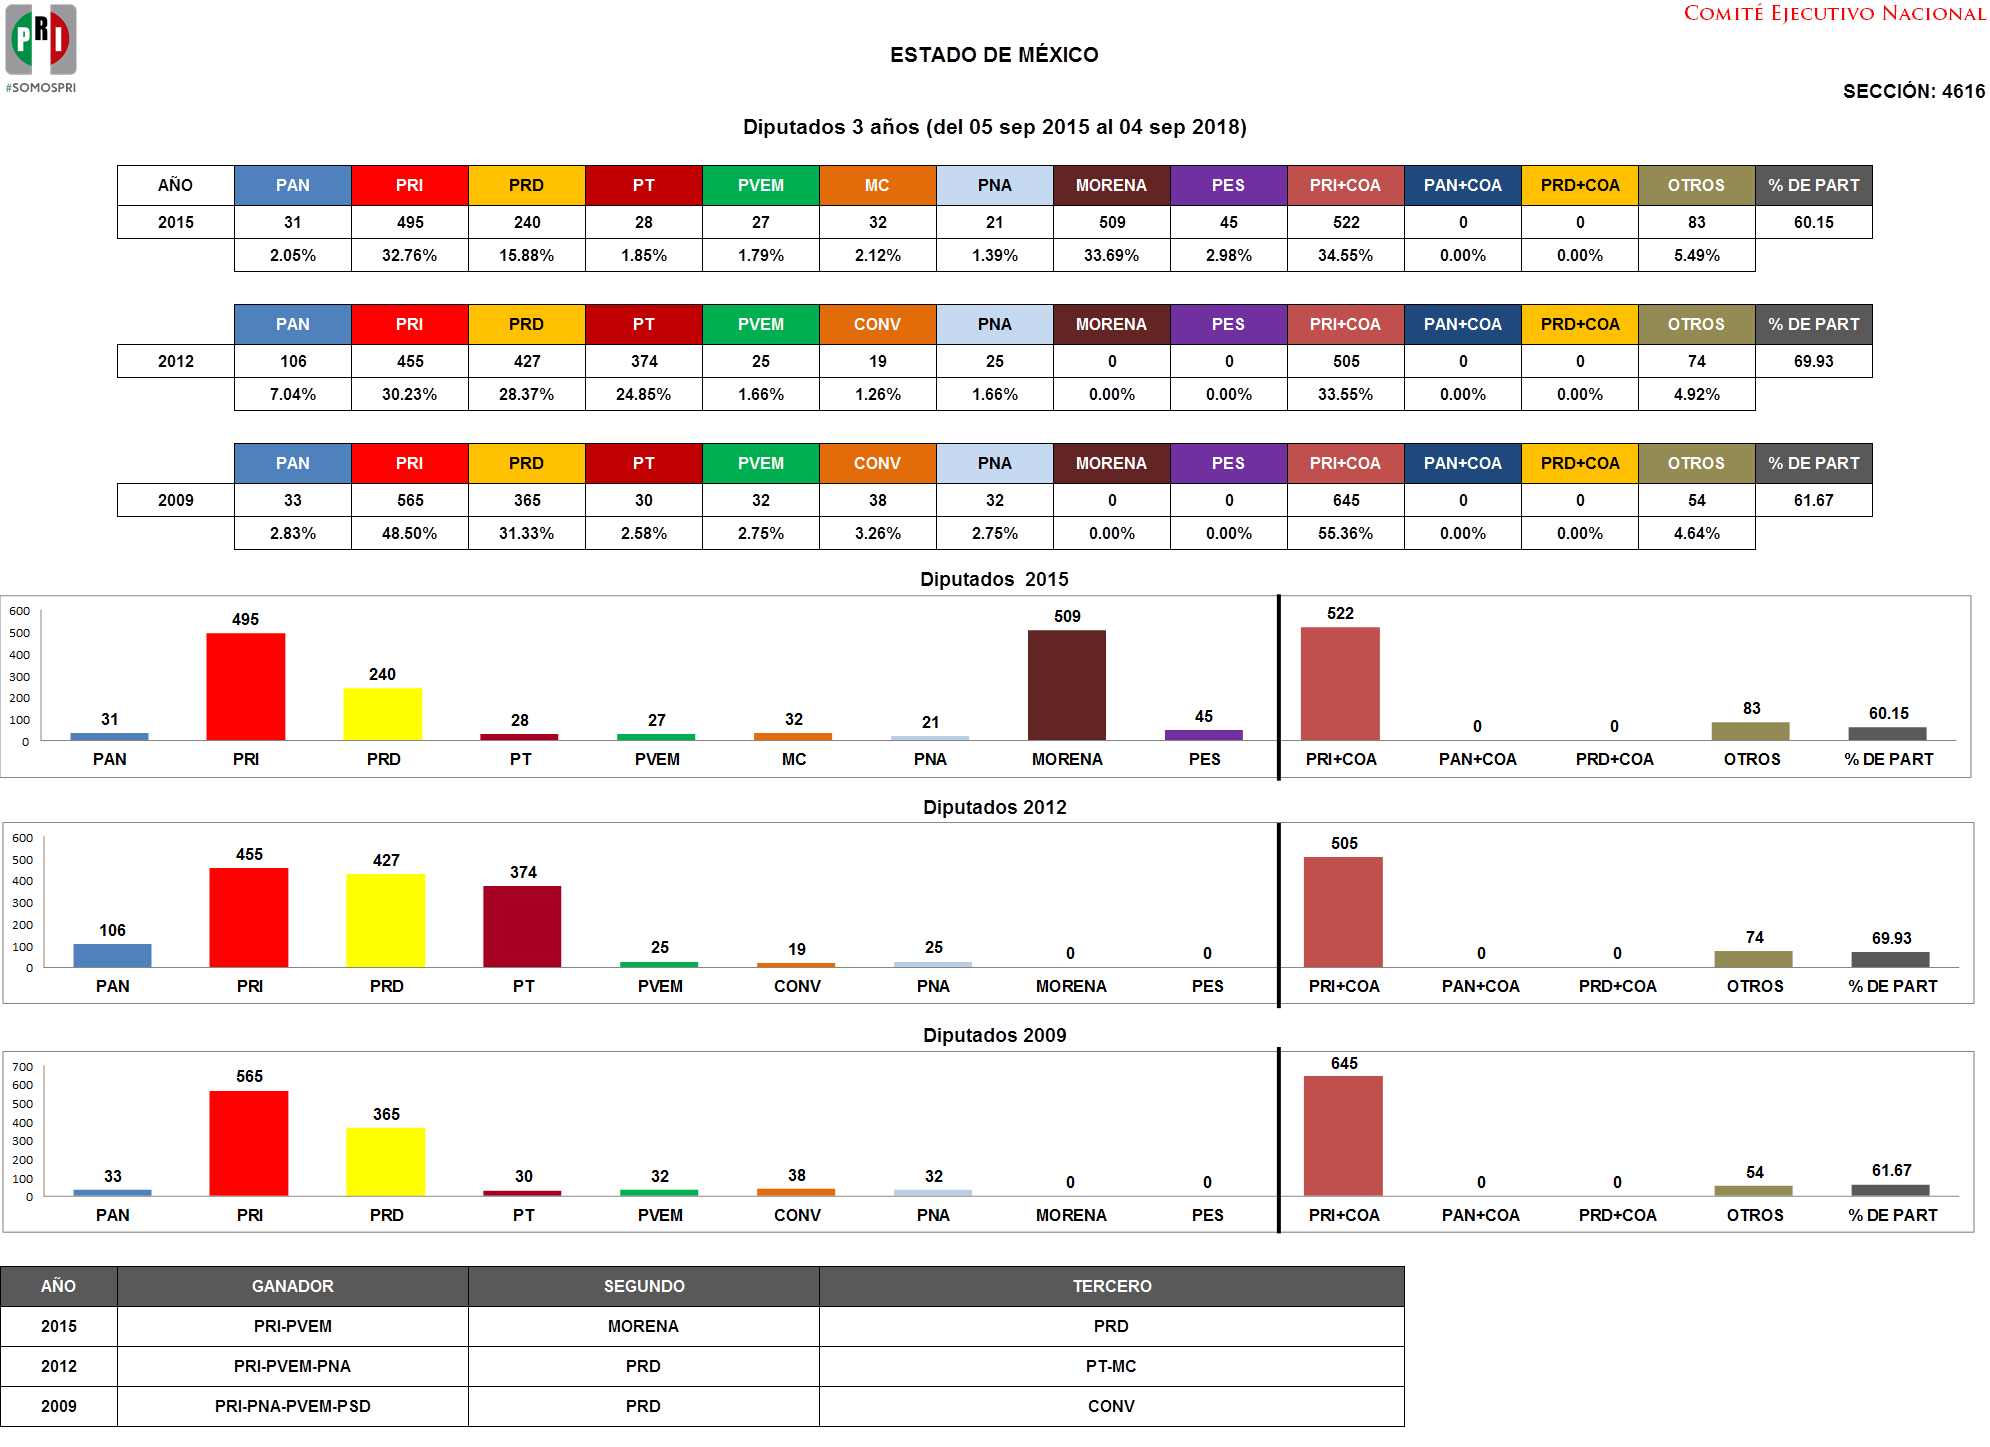 PRI
#SOMOSPRI
COMITÉ EJECUTIVO NACIONAL
ESTADO DE MÉXICO
SECCIÓN: 4616
Diputados 3 años (del 05 sep 2015 al 04 sep 2018)
AÑO PAN PRI PRD PT PVEM MC PNA MORENA PES PRI+COA PAN+COA PRD+COA OTROS % DE PART
2015 31 495 240 28 27 32 21 509 45 522 0 0 83 60.15
2.05% 32.76% 15.88% 1.85% 1.79% 2.12% 1.39% 33.69% 2.98% 34.55% 0.00% 0.00% 5.49%
PAN PRI PRD PT PVEM CONV PNA MORENA PES PRI+COA PAN+COA PRD+COA OTROS % DE PART
2012 106 455 427 374 25 19 25 0 0 505 0 0 74 69.93
7.04% 30.23% 28.37% 24.85% 1.66% 1.26% 1.66% 0.00% 0.00% 33.55% 0.00% 0.00% 4.92%
PAN PRI PRD PT PVEM CONV PNA MORENA PES PRI+COA PAN+COA PRD+COA OTROS % DE PART
2009 33 565 365 30 32 38 32 0 0 645 0 0 54 61.67
2.83% 48.50% 31.33% 2.58% 2.75% 3.26% 2.75% 0.00% 0.00% 55.36% 0.00% 0.00% 4.64%
Diputados 2015
600
500
400
300
200
100
0
31 495 240 28 27 32 21 509 45 522 0 0 83 60.15
PAN PRI PRD PT PVEM MC PNA MORENA PES PRI+COA PAN+COA PRD+COA OTROS % DE PART
Diputados 2012
600
500
400
300
200
100
0
106 455 427 374 25 19 25 0 0 505 0 0 74 69.93
PAN PRI PRD PT PVEM CONV PNA MORENA PES PRI+COA PAN+COA PRD+COA OTROS % DE PART
Diputados 2009
700
600
500
400
300
200
100
0
33 565 365 30 32 38 32 0 0 645 0 0 54 61.67
PAN PRI PRD PT PVEM CONV PNA MORENA PES PRI+COA PAN+COA PRD+COA OTROS % DE PART
AÑO GANADOR SEGUNDO TERCERO
2015 PRI-PVEM MORENA PRD
2012 PRI-PVEM-PNA PRD PT-MC
2009 PRI-PNA-PVEM-PSD PRD CONV